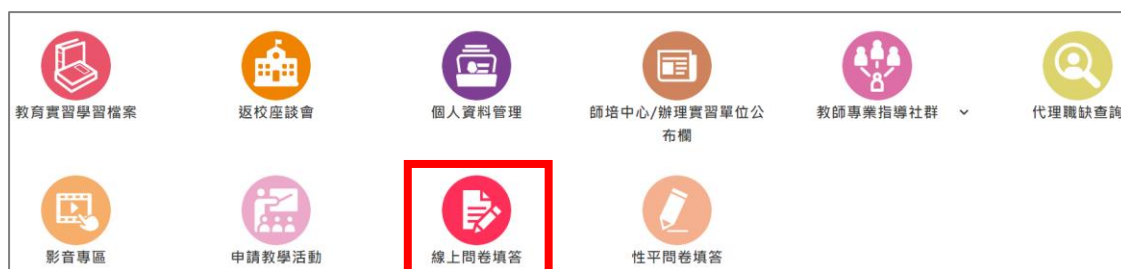 教育實習學習檔案
返校座談會
個人資料管理
師培中心/辦理實習單位公
布欄
教師專業指導社群
代理職缺查詢
影音專區
申請教學活動
線上問卷填答
性平問卷填答